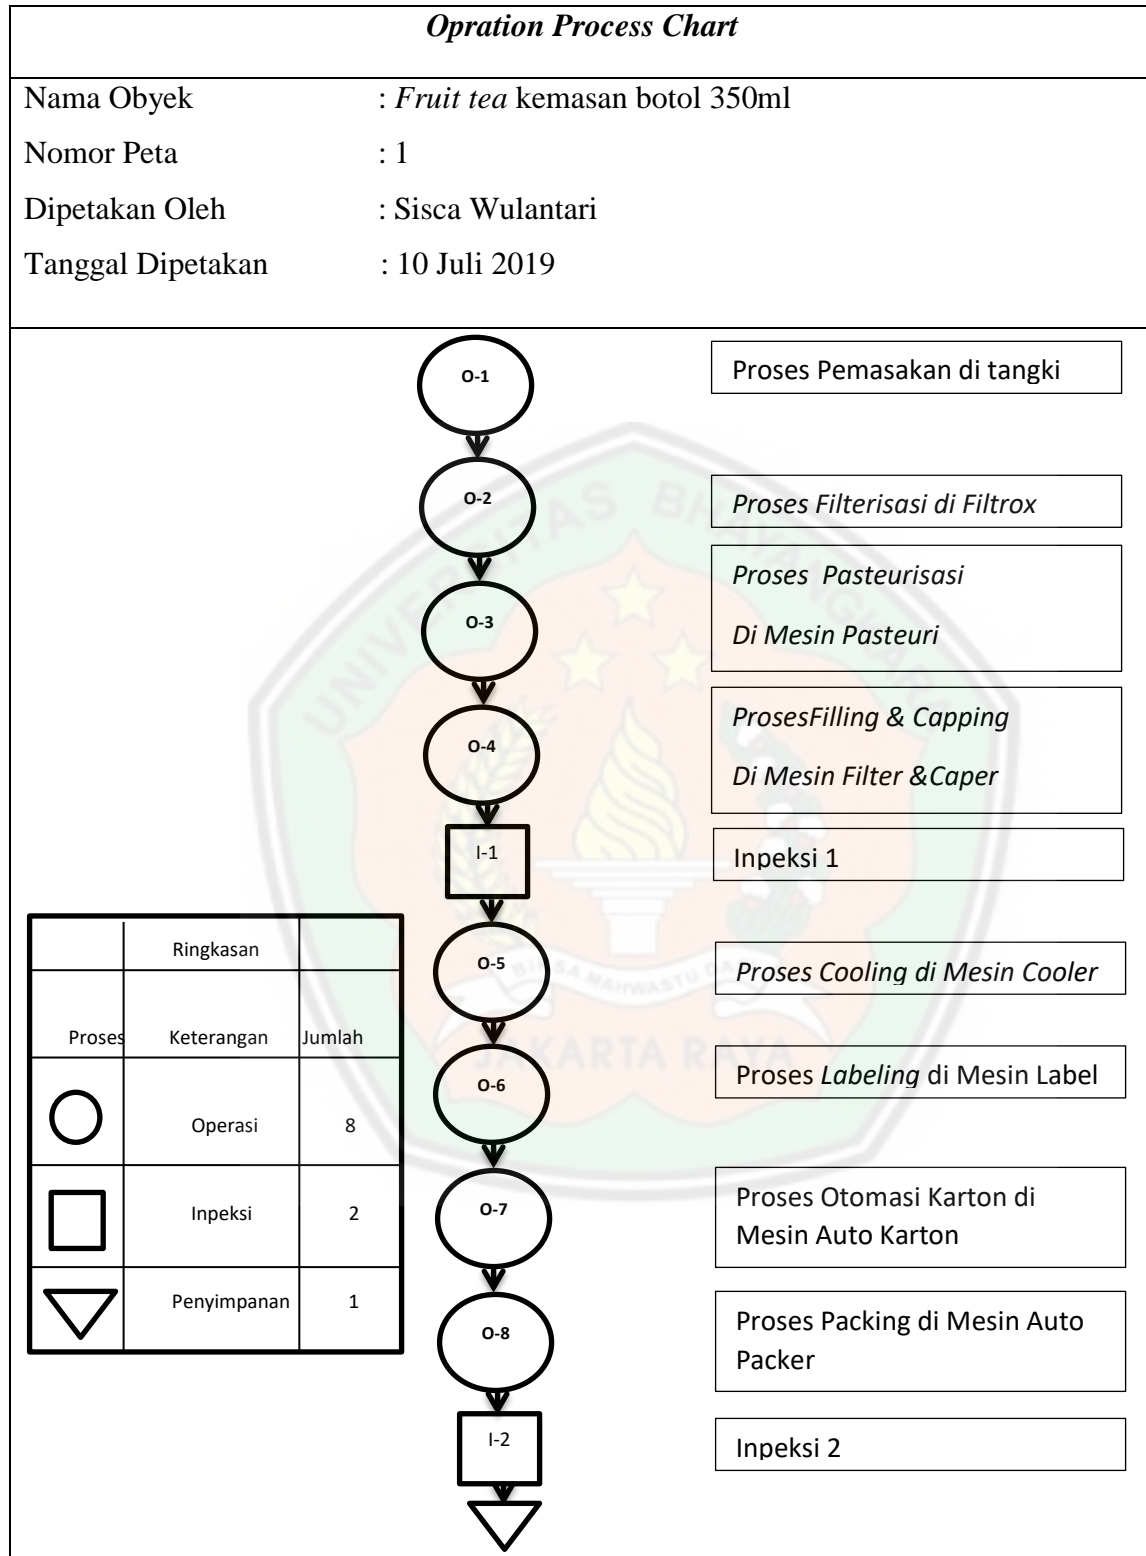 Opration Process Chart
Nama Obyek : Fruit tea kemasan botol 350ml
Nomor Peta : 1
Dipetakan Oleh : Sisca Wulantari
Tanggal Dipetakan : 10 Juli 2019
O-1
Proses Pemasakan di tangki
O-2
Proses Filterisasi di Filtrox
O-3
Proses Pasteurisasi
Di Mesin Pasteuri
O-4
ProsesFilling & Capping
Di Mesin Filter &Caper
I-1
Inpeksi 1
O-5
Proses Cooling di Mesin Cooler
O-6
Proses Labeling di Mesin Label
O-7
Proses Otomasi Karton di
Mesin Auto Karton
O-8
Proses Packing di Mesin Auto
Packer
I-2
Inpeksi 2
Ringkasan
Proses Keterangan Jumlah
Operasi 8
Inpeksi 2
Penyimpanan 1
UNIVERSITAS BHAYANGKARA
JAKARTA RAYA